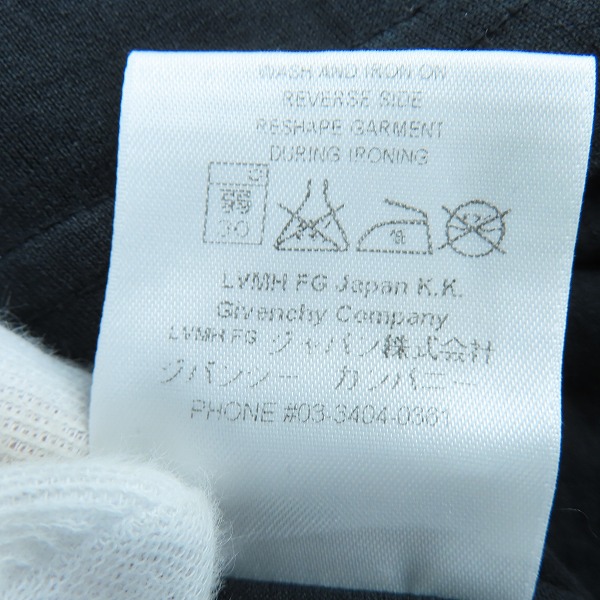 WASH AND IRON ON
REVERSE SIDE
RESHAPE GARMENT
DURING IRONING
弱
30
低
LVMH FG Japan K.K.
Givenchy Company
LVMH FG ジャパン株式会社
ジバンシー カンパニー
PHONE #03-3404-0361